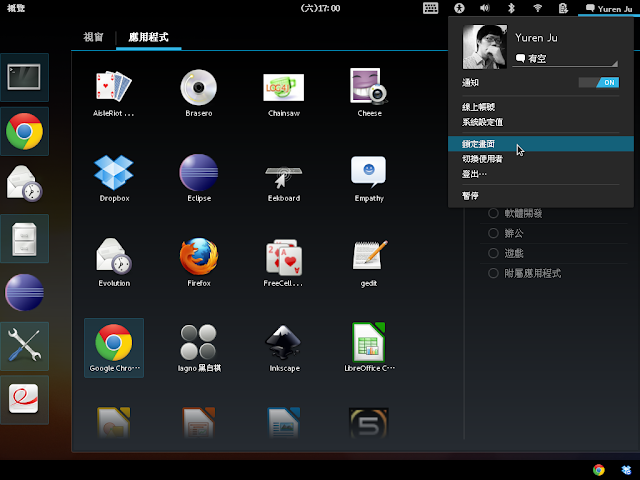 概覽
(六)17:00
Yuren Ju
視窗
應用程式
Yuren Ju
有空
通知
ON
線上帳號
系統設定值
鎖定畫面
切換使用者
登出…
暫停
AisleRiot ...
Brasero
Chainsaw
Cheese
Dropbox
Eclipse
Eekboard
Empathy
軟體開發
辦公
遊戲
附屬應用程式
Evolution
Firefox
FreeCell...
gedit
Google Chro...
Iagno 黑白棋
Inkscape
LibreOffice C...
5